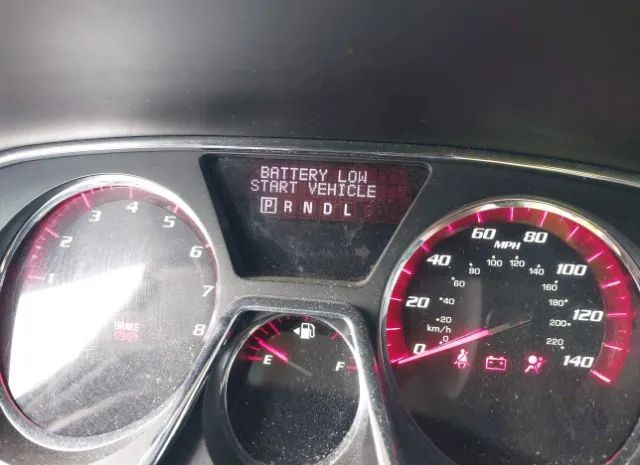 BATTERY LOW
START VEHICLE
P R N D L
1 2 3 4 5 6 7 8
BRAKE
E F
0 20 40 60 80 100 120 140
MPH
0 20 40 60 80 100 120 140 160 180 200 220
km/h